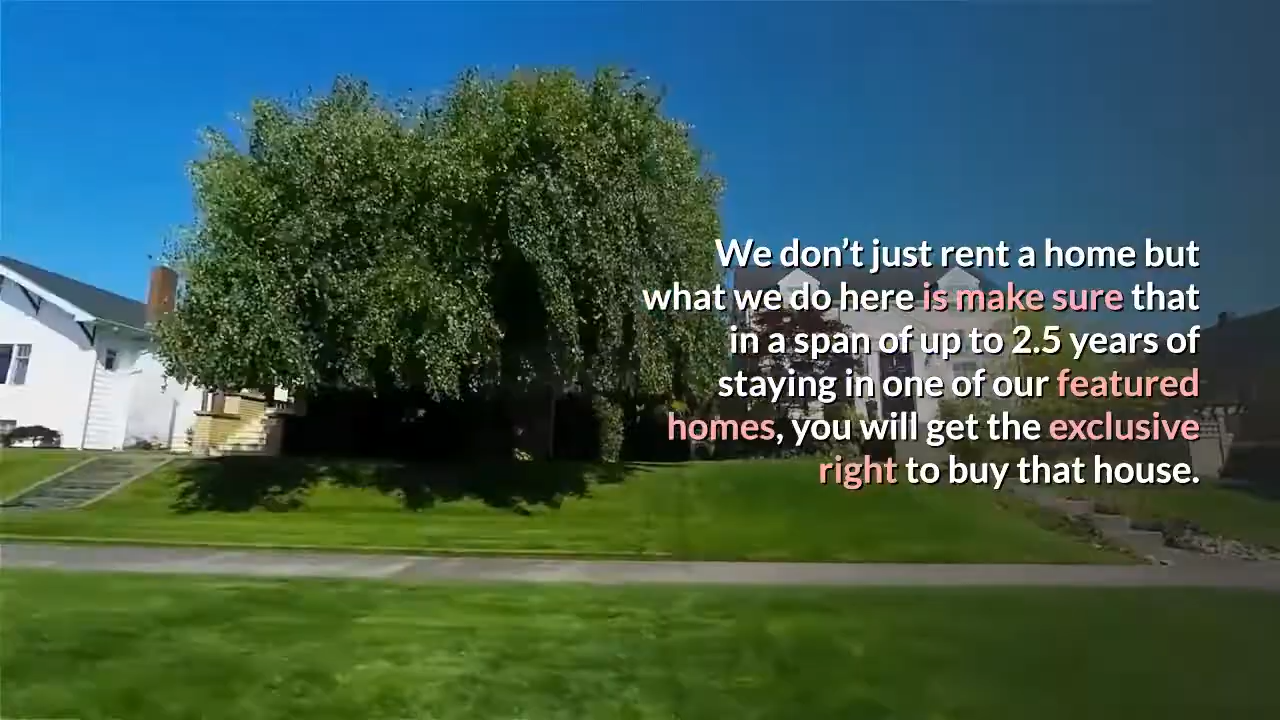 We don’t just rent a home but
what we do here is make sure that
in a span of up to 2.5 years of
staying in one of our featured
homes, you will get the exclusive
right to buy that house.